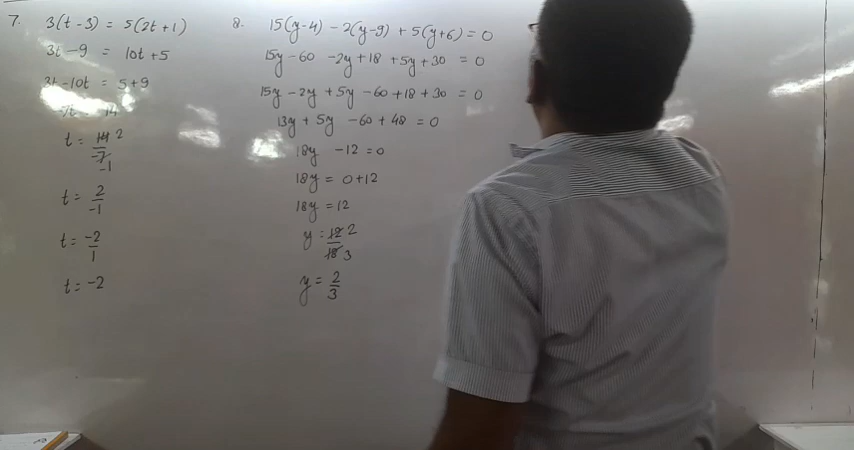 7. 3(t-3) = 5(2t+1)
3t-9 = 10t+5
3t-10t = 5+9
-7t = 14
t = 14 2
-7
-1
t = 2
-1
t = -2
1
t = -2
8. 15(y-4) - 2(y-9) + 5(y+6) = 0
15y-60 -2y+18 +5y+30 = 0
15y-2y +5y-60+18+30 = 0
13y+5y -60+48 = 0
18y -12 = 0
18y = 0+12
18y = 12
y = 12 2
18 3
y = 2
3